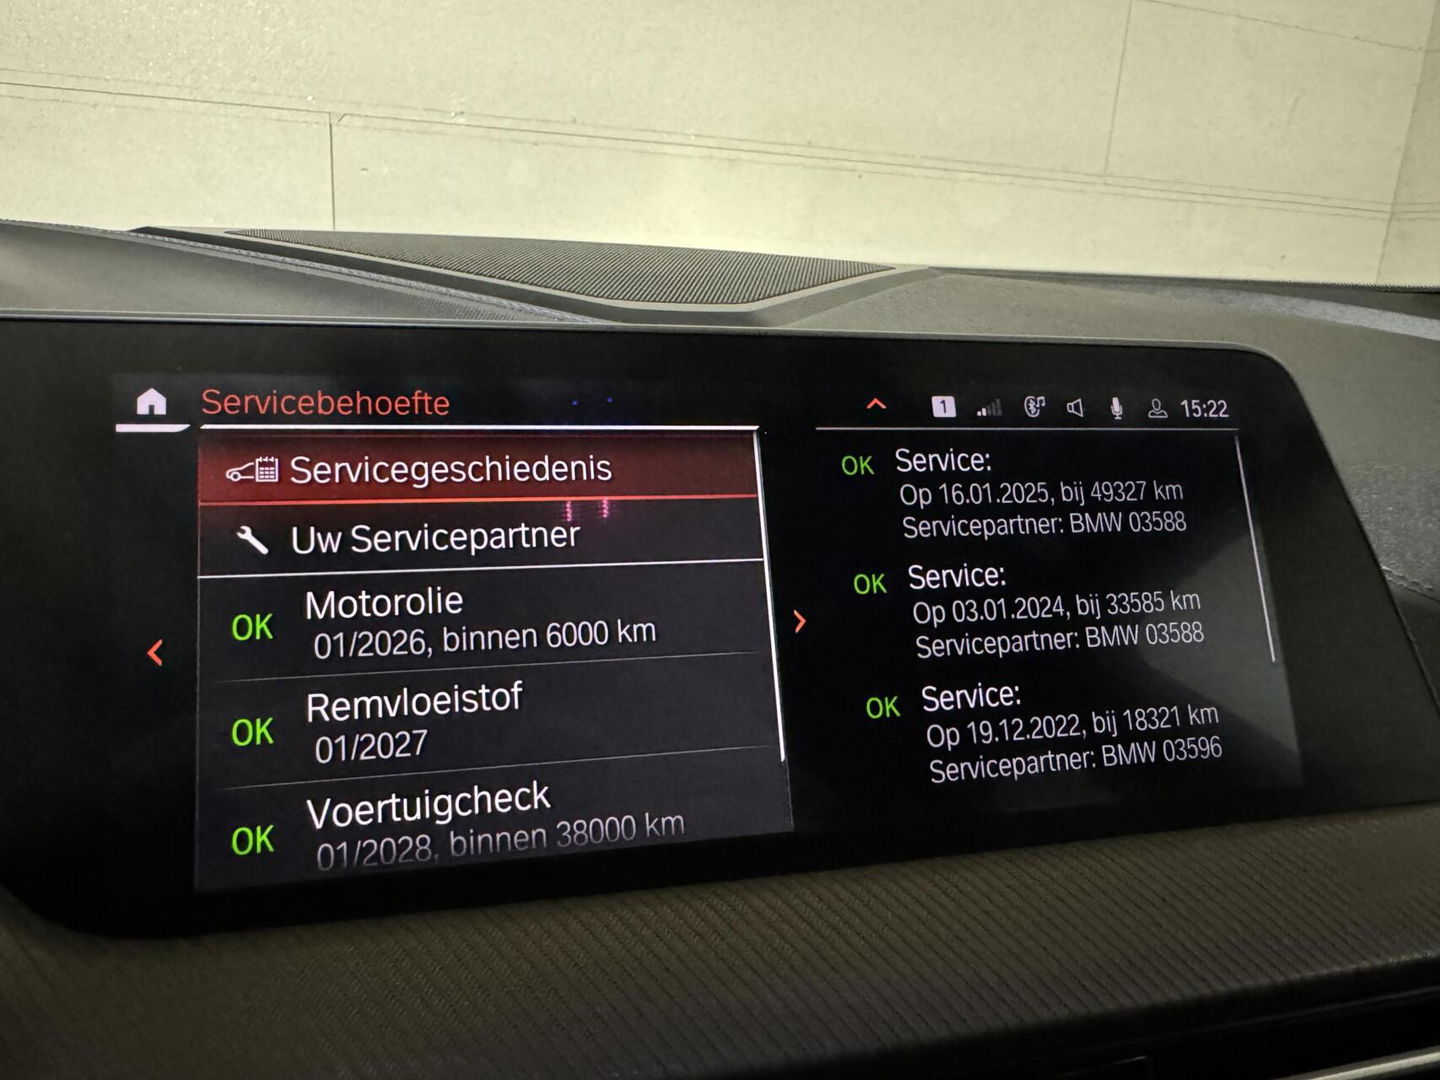 Servicebehoefte
1
15:22
Servicegeschiedenis
Uw Servicepartner
OK
Motorolie
01/2026, binnen 6000 km
OK
Remvloeistof
01/2027
OK
Voertuigcheck
01/2028, binnen 38000 km
OK
Service:
Op 16.01.2025, bij 49327 km
Servicepartner: BMW 03588
OK
Service:
Op 03.01.2024, bij 33585 km
Servicepartner: BMW 03588
OK
Service:
Op 19.12.2022, bij 18321 km
Servicepartner: BMW 03596